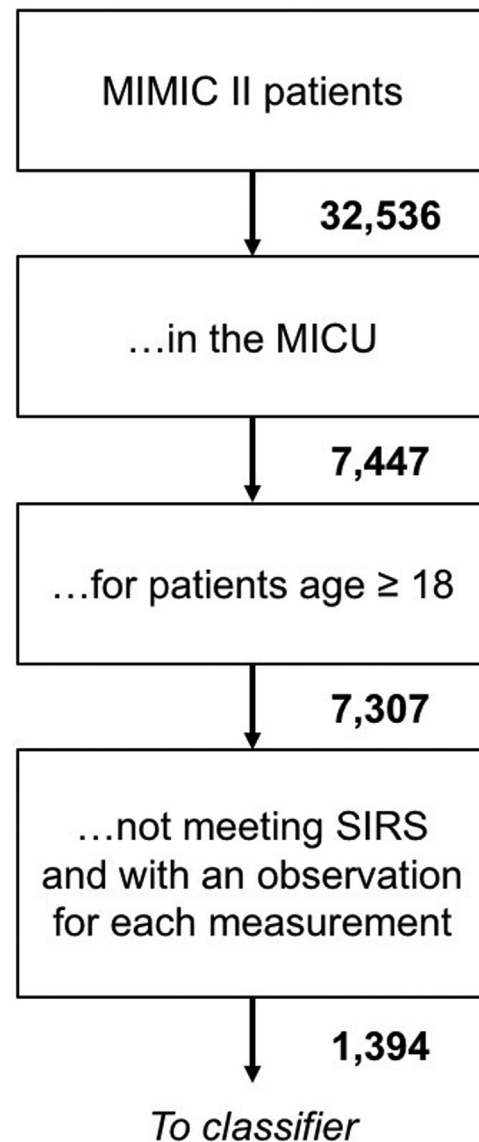 MIMIC II patients
32,536
…in the MICU
7,447
…for patients age ≥ 18
7,307
…not meeting SIRS
and with an observation
for each measurement
1,394
To classifier